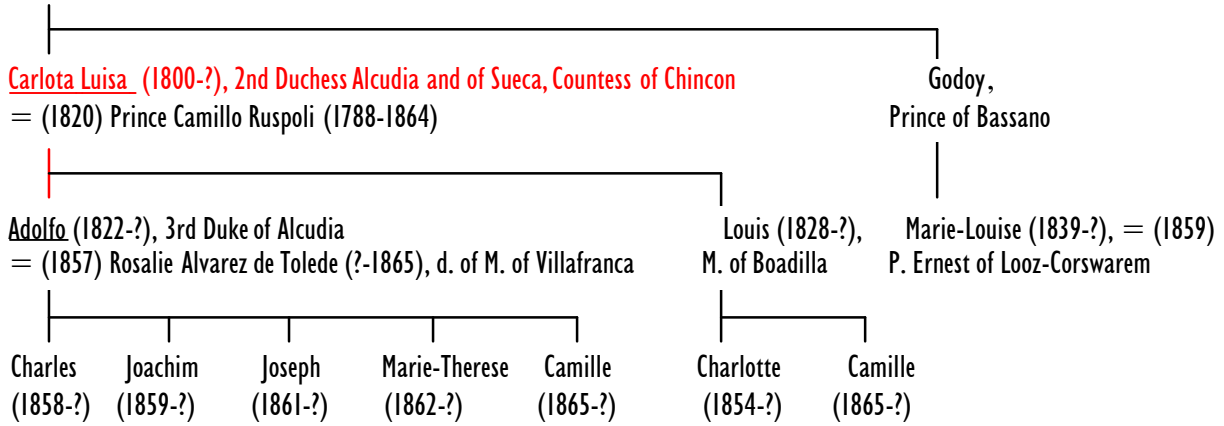 Carlota Luisa (1800-?), 2nd Duchess Alcudia and of Sueca, Countess of Chincon
= (1820) Prince Camillo Ruspoli (1788-1864)
Godoy,
Prince of Bassano
Adolfo (1822-?), 3rd Duke of Alcudia
= (1857) Rosalie Alvarez de Tolede (?-1865), d. of M. of Villafranca
Louis (1828-?),
M. of Boadilla
Marie-Louise (1839-?), = (1859)
P. Ernest of Looz-Corswarem
Charles
(1858-?)
Joachim
(1859-?)
Joseph
(1861-?)
Marie-Therese
(1862-?)
Camille
(1865-?)
Charlotte
(1854-?)
Camille
(1865-?)